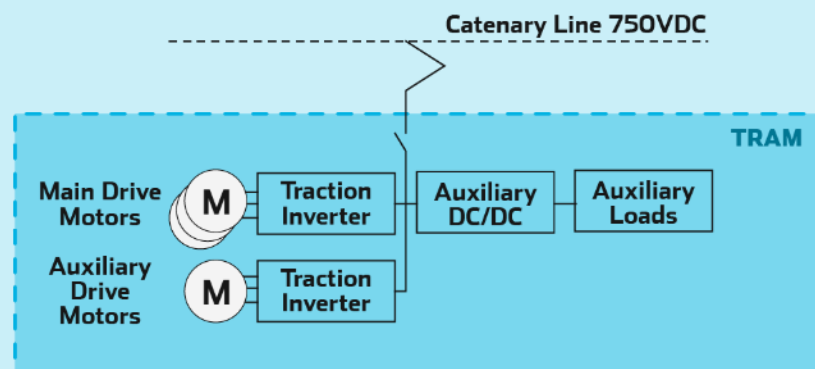 Catenary Line 750VDC
TRAM
Main Drive
Motors
M
Traction
Inverter
Auxiliary
DC/DC
Auxiliary
Loads
Auxiliary
Drive
Motors
M
Traction
Inverter